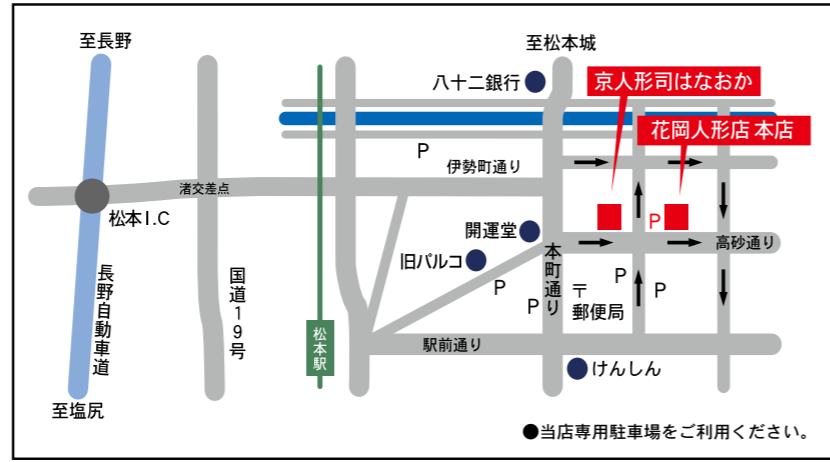 至長野
至松本城
八十二銀行
京人形司はなおか
花岡人形店 本店
P
伊勢町通り
渚交差点
松本I.C
開運堂
P
高砂通り
旧パルコ
本町通り
長野自動車道
国道19号
P
P
〒
郵便局
P
P
松本駅
駅前通り
けんしん
至塩尻
●当店専用駐車場をご利用ください。